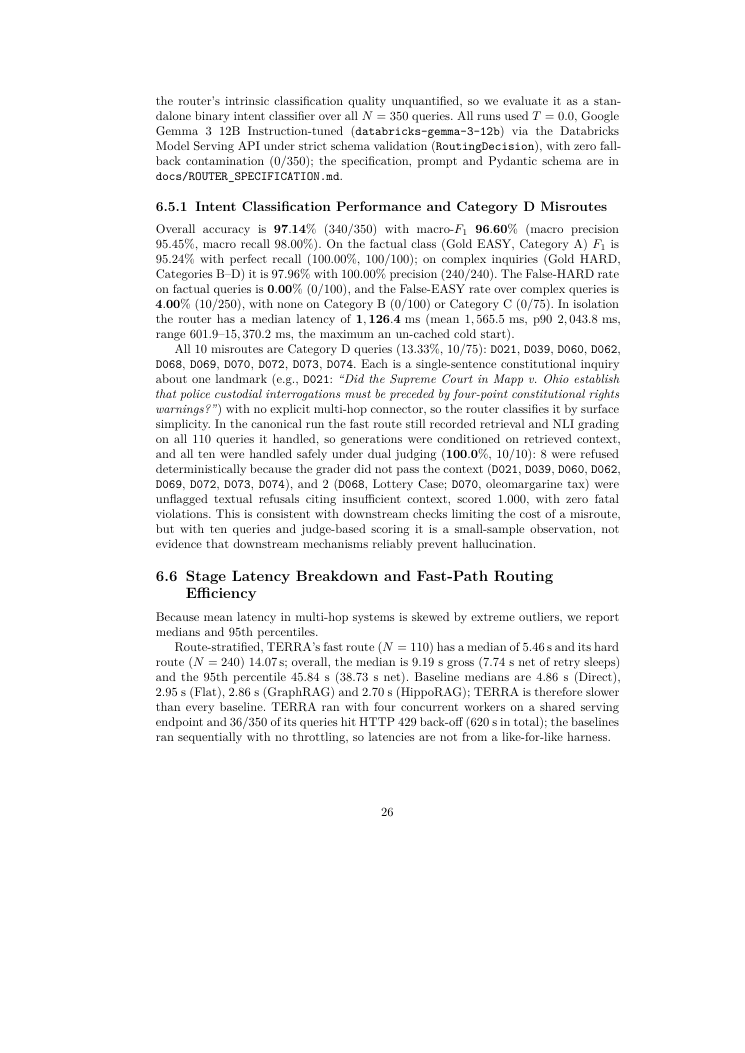 the router's intrinsic classification quality unquantified, so we evaluate it as a stan-
dalone binary intent classifier over all N = 350 queries. All runs used T = 0.0, Google
Gemma 3 12B Instruction-tuned (databricks-gemma-3-12b) via the Databricks
Model Serving API under strict schema validation (RoutingDecision), with zero fall-
back contamination (0/350); the specification, prompt and Pydantic schema are in
docs/ROUTER_SPECIFICATION.md.
6.5.1 Intent Classification Performance and Category D Misroutes
Overall accuracy is 97.14% (340/350) with macro-F1 96.60% (macro precision
95.45%, macro recall 98.00%). On the factual class (Gold EASY, Category A) F1 is
95.24% with perfect recall (100.00%, 100/100); on complex inquiries (Gold HARD,
Categories B–D) it is 97.96% with 100.00% precision (240/240). The False-HARD rate
on factual queries is 0.00% (0/100), and the False-EASY rate over complex queries is
4.00% (10/250), with none on Category B (0/100) or Category C (0/75). In isolation
the router has a median latency of 1,126.4 ms (mean 1,565.5 ms, p90 2,043.8 ms,
range 601.9–15,370.2 ms, the maximum an un-cached cold start).
All 10 misroutes are Category D queries (13.33%, 10/75): D021, D039, D060, D062,
D068, D069, D070, D072, D073, D074. Each is a single-sentence constitutional inquiry
about one landmark (e.g., D021: "Did the Supreme Court in Mapp v. Ohio establish
that police custodial interrogations must be preceded by four-point constitutional rights
warnings?") with no explicit multi-hop connector, so the router classifies it by surface
simplicity. In the canonical run the fast route still recorded retrieval and NLI grading
on all 110 queries it handled, so generations were conditioned on retrieved context,
and all ten were handled safely under dual judging (100.0%, 10/10): 8 were refused
deterministically because the grader did not pass the context (D021, D039, D060, D062,
D069, D072, D073, D074), and 2 (D068, Lottery Case; D070, oleomargarine tax) were
unflagged textual refusals citing insufficient context, scored 1.000, with zero fatal
violations. This is consistent with downstream checks limiting the cost of a misroute,
but with ten queries and judge-based scoring it is a small-sample observation, not
evidence that downstream mechanisms reliably prevent hallucination.
6.6 Stage Latency Breakdown and Fast-Path Routing
Efficiency
Because mean latency in multi-hop systems is skewed by extreme outliers, we report
medians and 95th percentiles.
Route-stratified, TERRA's fast route (N = 110) has a median of 5.46 s and its hard
route (N = 240) 14.07 s; overall, the median is 9.19 s gross (7.74 s net of retry sleeps)
and the 95th percentile 45.84 s (38.73 s net). Baseline medians are 4.86 s (Direct),
2.95 s (Flat), 2.86 s (GraphRAG) and 2.70 s (HippoRAG); TERRA is therefore slower
than every baseline. TERRA ran with four concurrent workers on a shared serving
endpoint and 36/350 of its queries hit HTTP 429 back-off (620 s in total); the baselines
ran sequentially with no throttling, so latencies are not from a like-for-like harness.
26